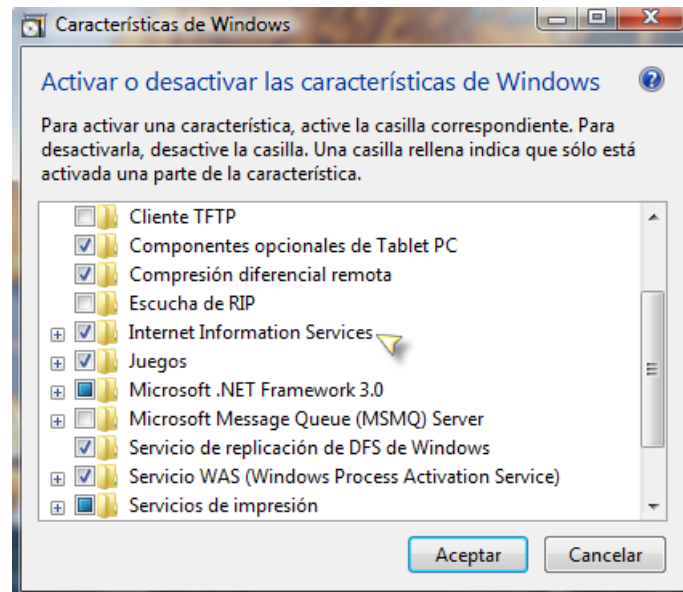 Características de Windows
Activar o desactivar las características de Windows
Para activar una característica, active la casilla correspondiente. Para
desactivarla, desactive la casilla. Una casilla rellena indica que sólo está
activada una parte de la característica.
Cliente TFTP
Componentes opcionales de Tablet PC
Compresión diferencial remota
Escucha de RIP
Internet Information Services
Juegos
Microsoft .NET Framework 3.0
Microsoft Message Queue (MSMQ) Server
Servicio de replicación de DFS de Windows
Servicio WAS (Windows Process Activation Service)
Servicios de impresión
Aceptar Cancelar